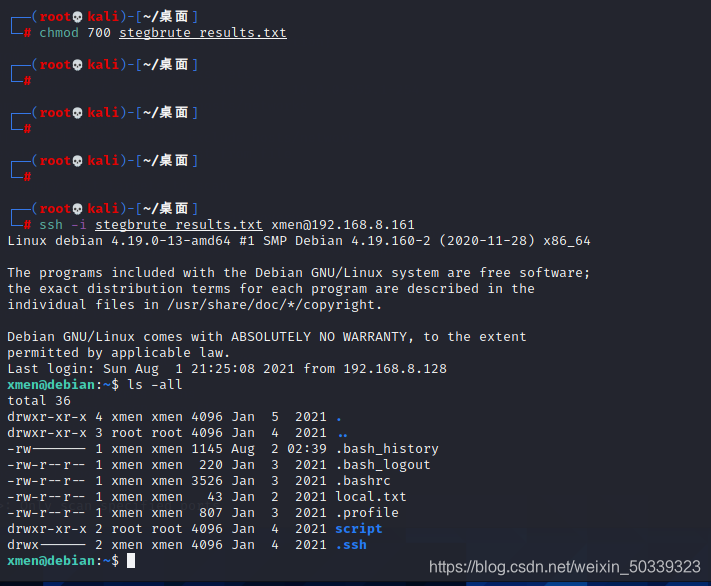 ┌──(root💀kali)-[~/桌面]
└─# chmod 700 stegbrute_results.txt
┌──(root💀kali)-[~/桌面]
└─#
┌──(root💀kali)-[~/桌面]
└─#
┌──(root💀kali)-[~/桌面]
└─#
┌──(root💀kali)-[~/桌面]
└─# ssh -i stegbrute_results.txt xmen@192.168.8.161
Linux debian 4.19.0-13-amd64 #1 SMP Debian 4.19.160-2 (2020-11-28) x86_64
The programs included with the Debian GNU/Linux system are free software;
the exact distribution terms for each program are described in the
individual files in /usr/share/doc/*/copyright.
Debian GNU/Linux comes with ABSOLUTELY NO WARRANTY, to the extent
permitted by applicable law.
Last login: Sun Aug  1 21:25:08 2021 from 192.168.8.128
xmen@debian:~$ ls -all
total 36
drwxr-xr-x 4 xmen xmen 4096 Jan  5  2021 .
drwxr-xr-x 3 root root 4096 Jan  4  2021 ..
-rw------- 1 xmen xmen 1145 Aug  2 02:39 .bash_history
-rw-r--r-- 1 xmen xmen  220 Jan  3  2021 .bash_logout
-rw-r--r-- 1 xmen xmen 3526 Jan  3  2021 .bashrc
-rw-r--r-- 1 xmen xmen   43 Jan  2  2021 local.txt
-rw-r--r-- 1 xmen xmen  807 Jan  3  2021 .profile
drwxr-xr-x 2 root root 4096 Jan  4  2021 script
drwx------ 2 xmen xmen 4096 Jan  4  2021 .ssh
xmen@debian:~$
https://blog.csdn.net/weixin_50339323